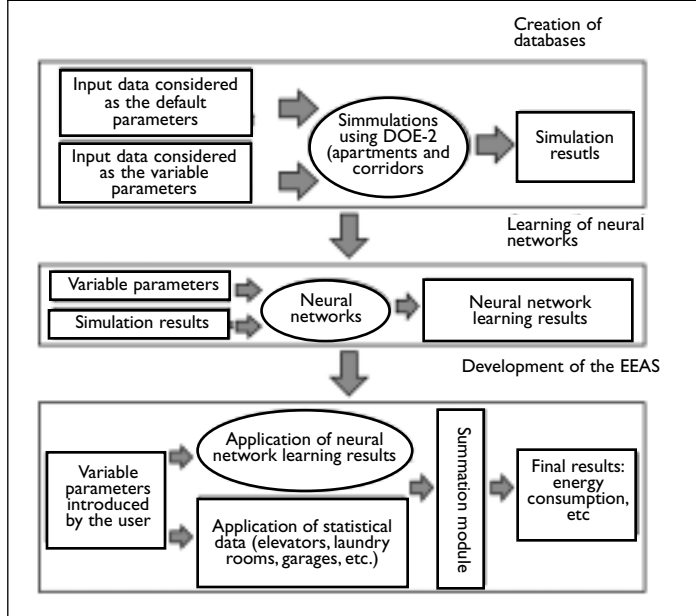 Creation of
databases
Input data considered
as the default
parameters
Input data considered
as the variable
parameters
Simmulations
using DOE-2
(apartments and
corridors
Simulation
resutls
Learning of neural
networks
Variable parameters
Simulation results
Neural
networks
Neural network
learning results
Development of the EEAS
Variable
parameters
introduced
by the user
Application of neural
network learning results
Application of statistical
data (elevators, laundry
rooms, garages, etc.)
Summation module
Final results:
energy
consumption,
etc